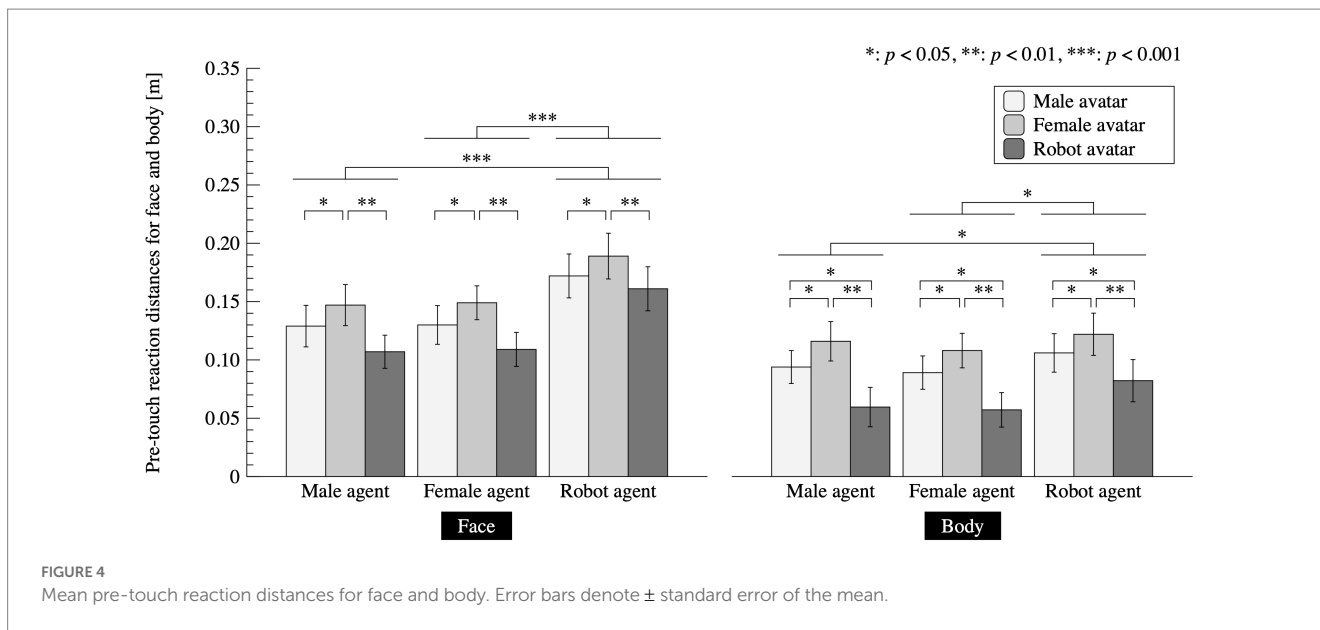 *: p < 0.05, **: p < 0.01, ***: p < 0.001
Male avatar
Female avatar
Robot avatar
Pre-touch reaction distances for face and body [m]
0.35
0.30
0.25
0.20
0.15
0.10
0.05
0
***
***
* ** * ** * **
*
*
* * *
* ** * ** * **
Male agent Female agent Robot agent Male agent Female agent Robot agent
Face Body
FIGURE 4
Mean pre-touch reaction distances for face and body. Error bars denote ± standard error of the mean.